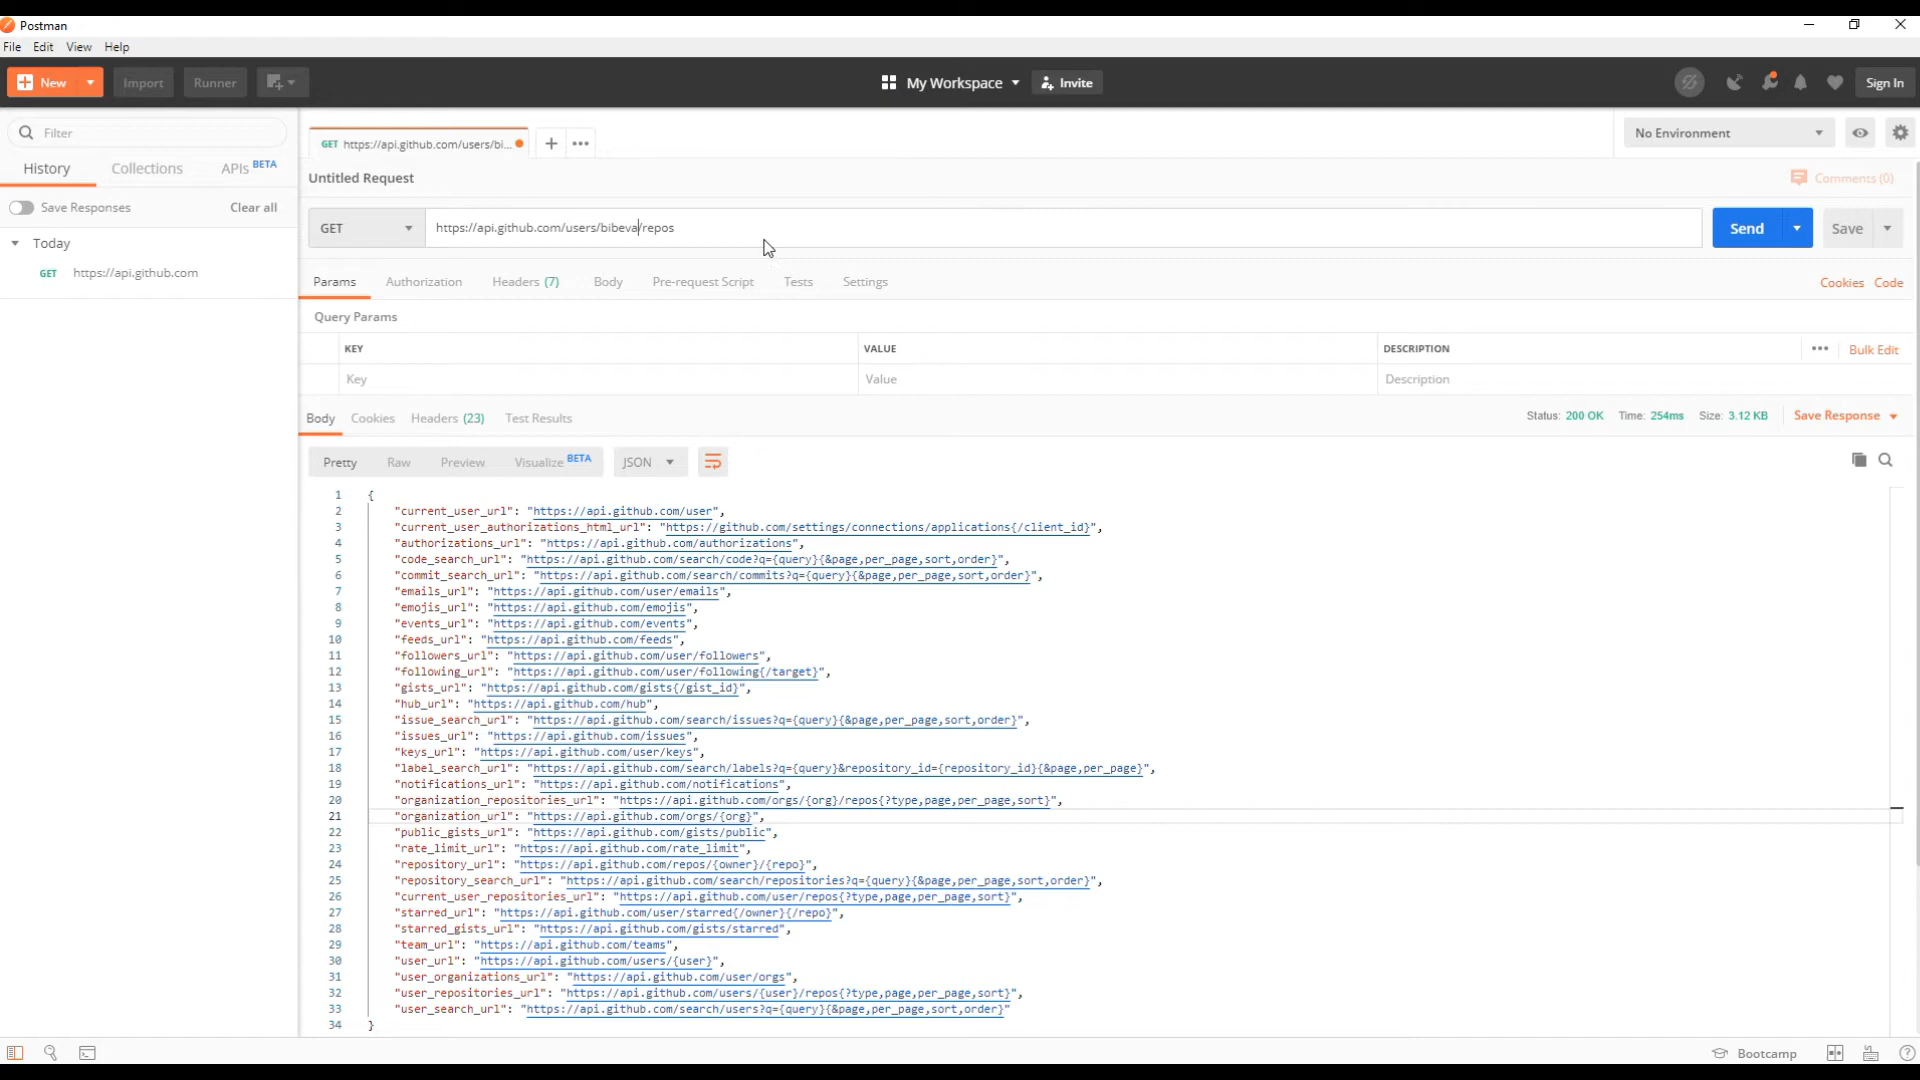 Postman
File Edit View Help
New Import Runner My Workspace Invite Sign In
Filter
History Collections APIs BETA
Save Responses Clear all
Today
GET https://api.github.com
GET https://api.github.com/users/bi...
No Environment
Untitled Request
Comments (0)
GET https://api.github.com/users/bibeva/repos
Send Save
Params Authorization Headers (7) Body Pre-request Script Tests Settings Cookies Code
Query Params
KEY VALUE DESCRIPTION Bulk Edit
Key Value Description
Body Cookies Headers (23) Test Results Status: 200 OK Time: 254ms Size: 3.12 KB Save Response
Pretty Raw Preview Visualize BETA JSON
1 {
2 "current_user_url": "https://api.github.com/user",
3 "current_user_authorizations_html_url": "https://github.com/settings/connections/applications{/client_id}",
4 "authorizations_url": "https://api.github.com/authorizations",
5 "code_search_url": "https://api.github.com/search/code?q={query}{&page,per_page,sort,order}",
6 "commit_search_url": "https://api.github.com/search/commits?q={query}{&page,per_page,sort,order}",
7 "emails_url": "https://api.github.com/user/emails",
8 "emojis_url": "https://api.github.com/emojis",
9 "events_url": "https://api.github.com/events",
10 "feeds_url": "https://api.github.com/feeds",
11 "followers_url": "https://api.github.com/user/followers",
12 "following_url": "https://api.github.com/user/following{/target}",
13 "gists_url": "https://api.github.com/gists{/gist_id}",
14 "hub_url": "https://api.github.com/hub",
15 "issue_search_url": "https://api.github.com/search/issues?q={query}{&page,per_page,sort,order}",
16 "issues_url": "https://api.github.com/issues",
17 "keys_url": "https://api.github.com/user/keys",
18 "label_search_url": "https://api.github.com/search/labels?q={query}&repository_id={repository_id}{&page,per_page}",
19 "notifications_url": "https://api.github.com/notifications",
20 "organization_repositories_url": "https://api.github.com/orgs/{org}/repos{?type,page,per_page,sort}",
21 "organization_url": "https://api.github.com/orgs/{org}",
22 "public_gists_url": "https://api.github.com/gists/public",
23 "rate_limit_url": "https://api.github.com/rate_limit",
24 "repository_url": "https://api.github.com/repos/{owner}/{repo}",
25 "repository_search_url": "https://api.github.com/search/repositories?q={query}{&page,per_page,sort,order}",
26 "current_user_repositories_url": "https://api.github.com/user/repos{?type,page,per_page,sort}",
27 "starred_url": "https://api.github.com/user/starred{/owner}{/repo}",
28 "starred_gists_url": "https://api.github.com/gists/starred",
29 "team_url": "https://api.github.com/teams",
30 "user_url": "https://api.github.com/users/{user}",
31 "user_organizations_url": "https://api.github.com/user/orgs",
32 "user_repositories_url": "https://api.github.com/users/{user}/repos{?type,page,per_page,sort}",
33 "user_search_url": "https://api.github.com/search/users?q={query}{&page,per_page,sort,order}"
34 }
Bootcamp